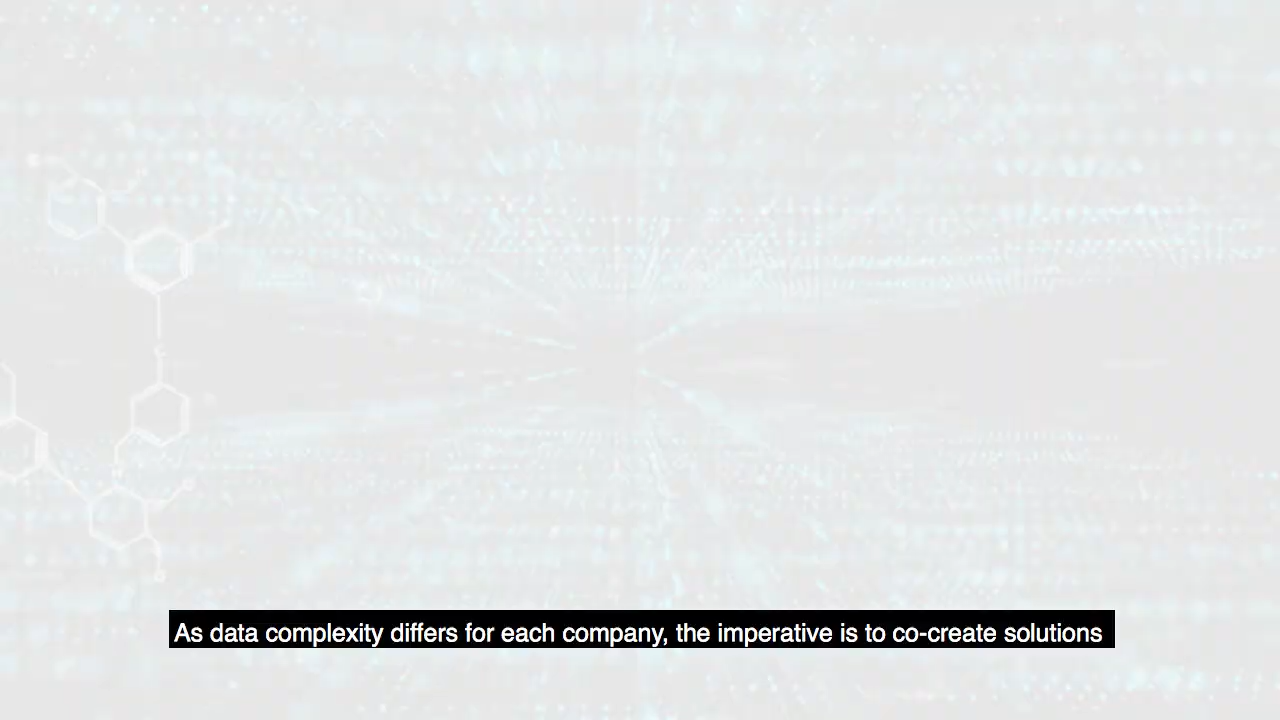 As data complexity differs for each company, the imperative is to co-create solutions